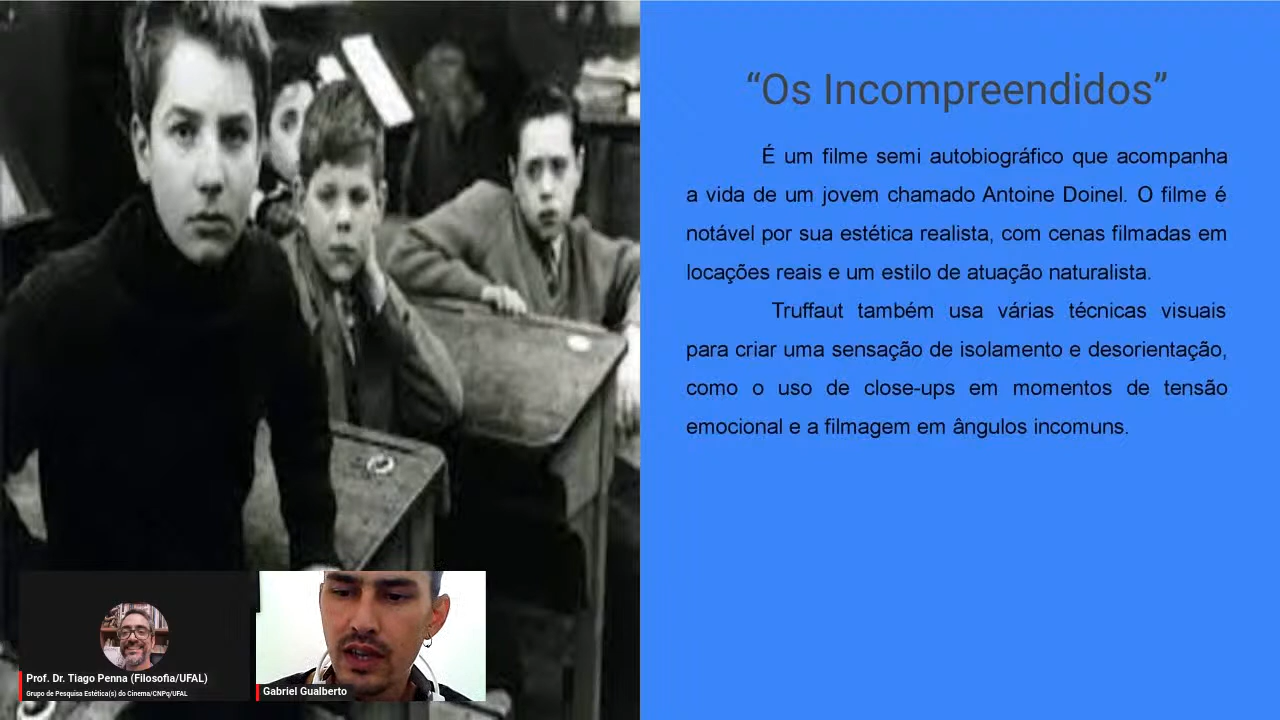 “Os Incompreendidos”
É um filme semi autobiográfico que acompanha
a vida de um jovem chamado Antoine Doinel. O filme é
notável por sua estética realista, com cenas filmadas em
locações reais e um estilo de atuação naturalista.
Truffaut também usa várias técnicas visuais
para criar uma sensação de isolamento e desorientação,
como o uso de close-ups em momentos de tensão
emocional e a filmagem em ângulos incomuns.
Prof. Dr. Tiago Penna (Filosofia/UFAL)
Grupo de Pesquisa Estética(s) do Cinema/CNPq/UFAL
Gabriel Gualberto